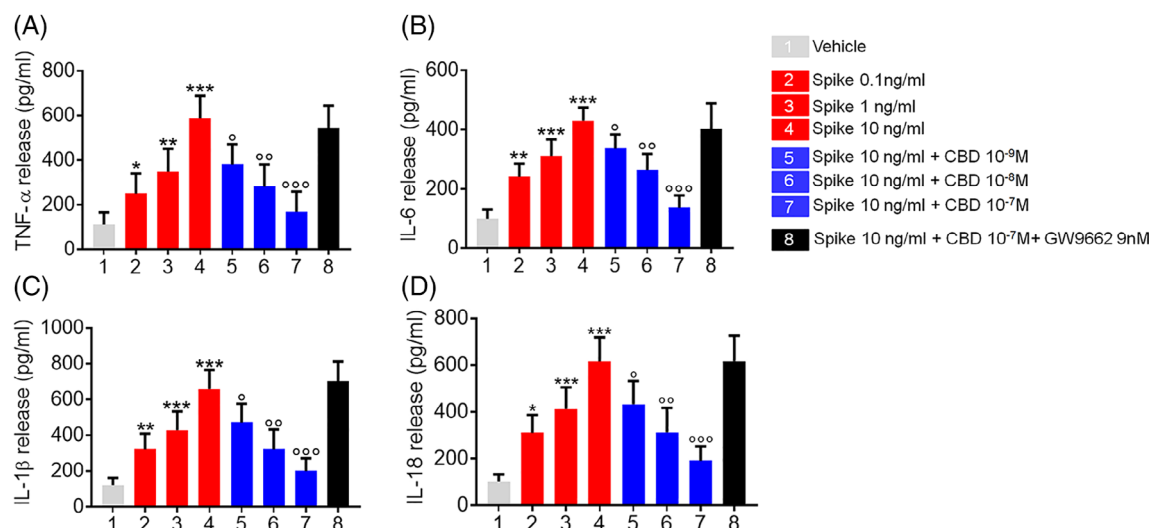 (A)
TNF-α release (pg/ml)
800
600
400
200
0
*
**
***
°
°°
°°°
1 2 3 4 5 6 7 8
(B)
IL-6 release (pg/ml)
600
400
200
0
**
***
***
°
°°
°°°
1 2 3 4 5 6 7 8
1 Vehicle
2 Spike 0.1ng/ml
3 Spike 1 ng/ml
4 Spike 10 ng/ml
5 Spike 10 ng/ml + CBD 10⁻⁹M
6 Spike 10 ng/ml + CBD 10⁻⁸M
7 Spike 10 ng/ml + CBD 10⁻⁷M
8 Spike 10 ng/ml + CBD 10⁻⁷M+ GW9662 9nM
(C)
IL-1β release (pg/ml)
1000
800
600
400
200
0
**
***
***
°
°°
°°°
1 2 3 4 5 6 7 8
(D)
IL-18 release (pg/ml)
800
600
400
200
0
*
***
***
°
°°
°°°
1 2 3 4 5 6 7 8